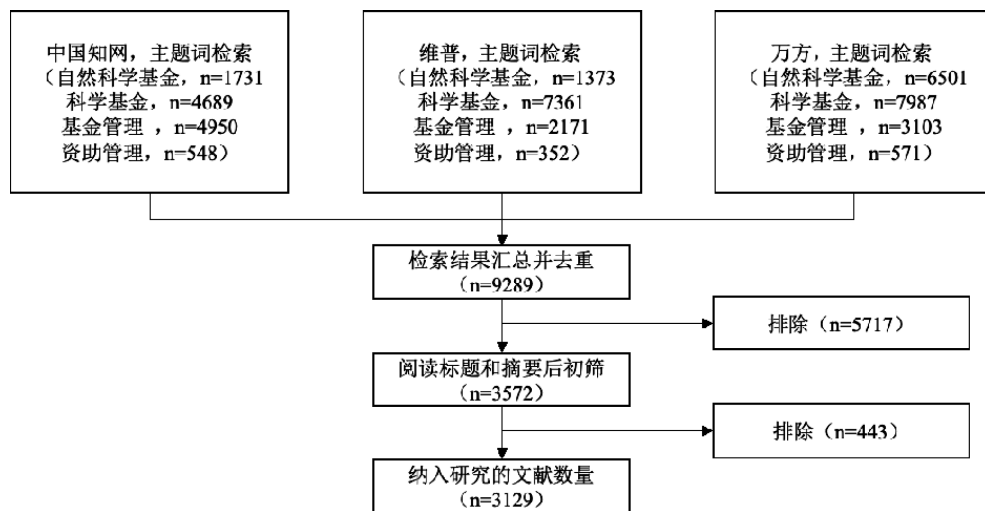 中国知网，主题词检索
（自然科学基金，n=1731
科学基金，n=4689
基金管理 ，n=4950
资助管理，n=548）
维普，主题词检索
（自然科学基金，n=1373
科学基金，n=7361
基金管理 ，n=2171
资助管理，n=352）
万方，主题词检索
（自然科学基金，n=6501
科学基金，n=7987
基金管理 ，n=3103
资助管理，n=571）
检索结果汇总并去重
（n=9289）
排除（n=5717）
阅读标题和摘要后初筛
（n=3572）
排除（n=443）
纳入研究的文献数量
（n=3129）